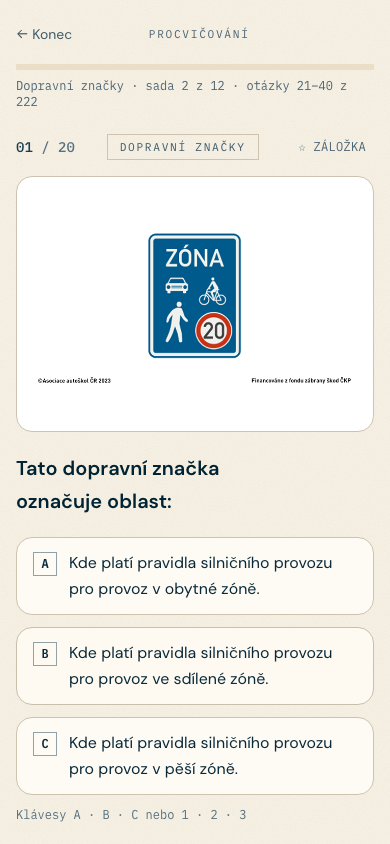 ← Konec
PROCVIČOVÁNÍ
Dopravní značky · sada 2 z 12 · otázky 21–40 z
222
01 / 20
DOPRAVNÍ ZNAČKY
☆ ZÁLOŽKA
ZÓNA
20
©Asociace autoškol ČR 2023
Financováno z fondu zábrany škod ČKP
Tato dopravní značka
označuje oblast:
A
Kde platí pravidla silničního provozu
pro provoz v obytné zóně.
B
Kde platí pravidla silničního provozu
pro provoz ve sdílené zóně.
C
Kde platí pravidla silničního provozu
pro provoz v pěší zóně.
Klávesy A · B · C nebo 1 · 2 · 3